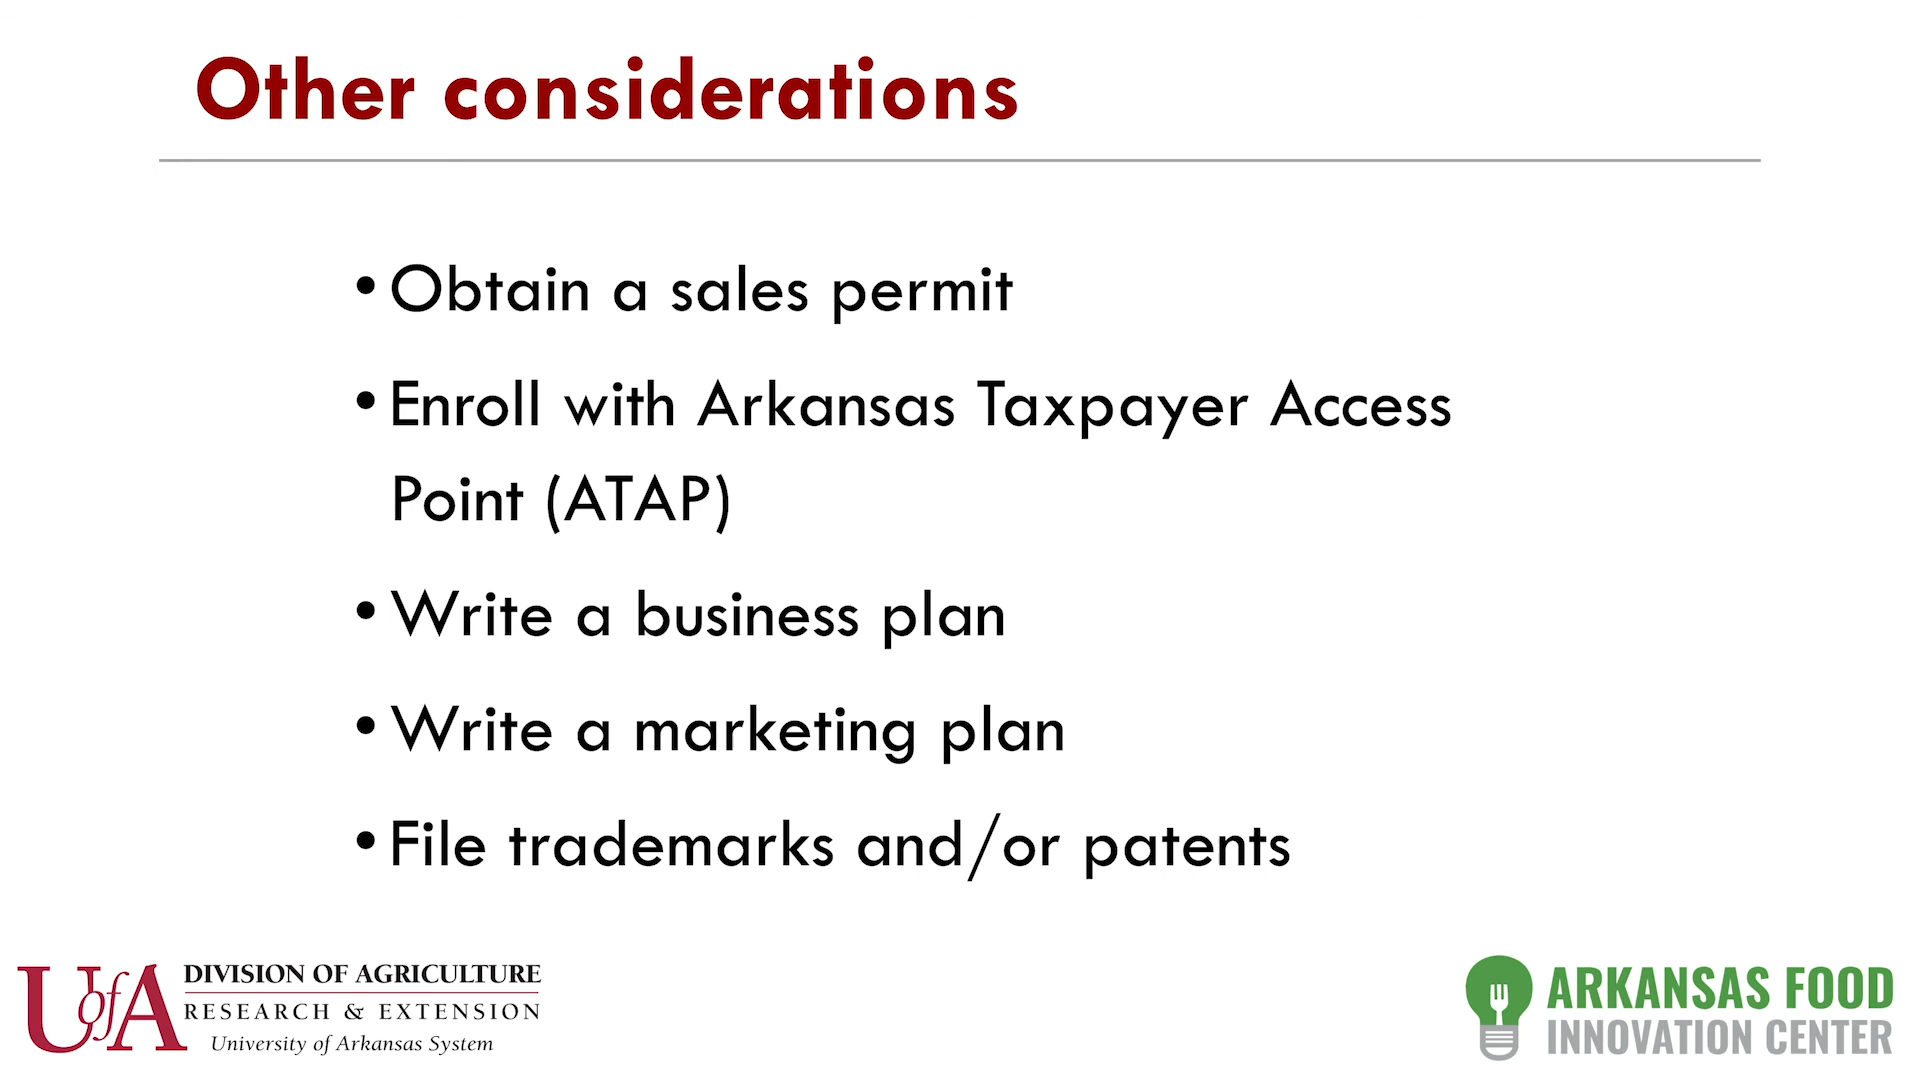 Other considerations
• Obtain a sales permit
• Enroll with Arkansas Taxpayer Access
Point (ATAP)
• Write a business plan
• Write a marketing plan
• File trademarks and/or patents
UofA
DIVISION OF AGRICULTURE
RESEARCH & EXTENSION
University of Arkansas System
ARKANSAS FOOD
INNOVATION CENTER